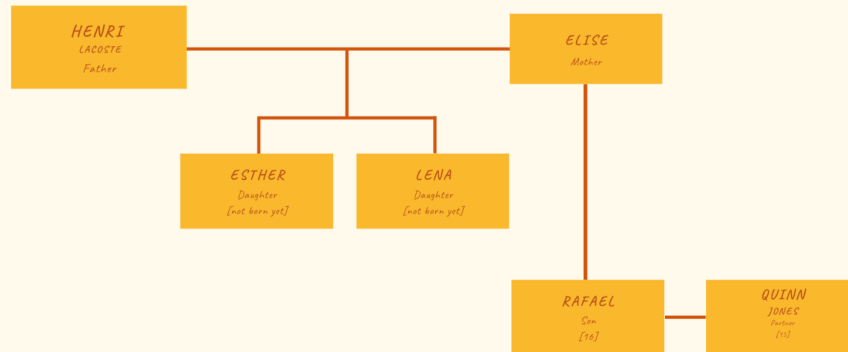 HENRI
LACOSTE
Father
ELISE
Mother
ESTHER
Daughter
[not born yet]
LENA
Daughter
[not born yet]
RAFAEL
Son
[16]
QUINN
JONES
Partner